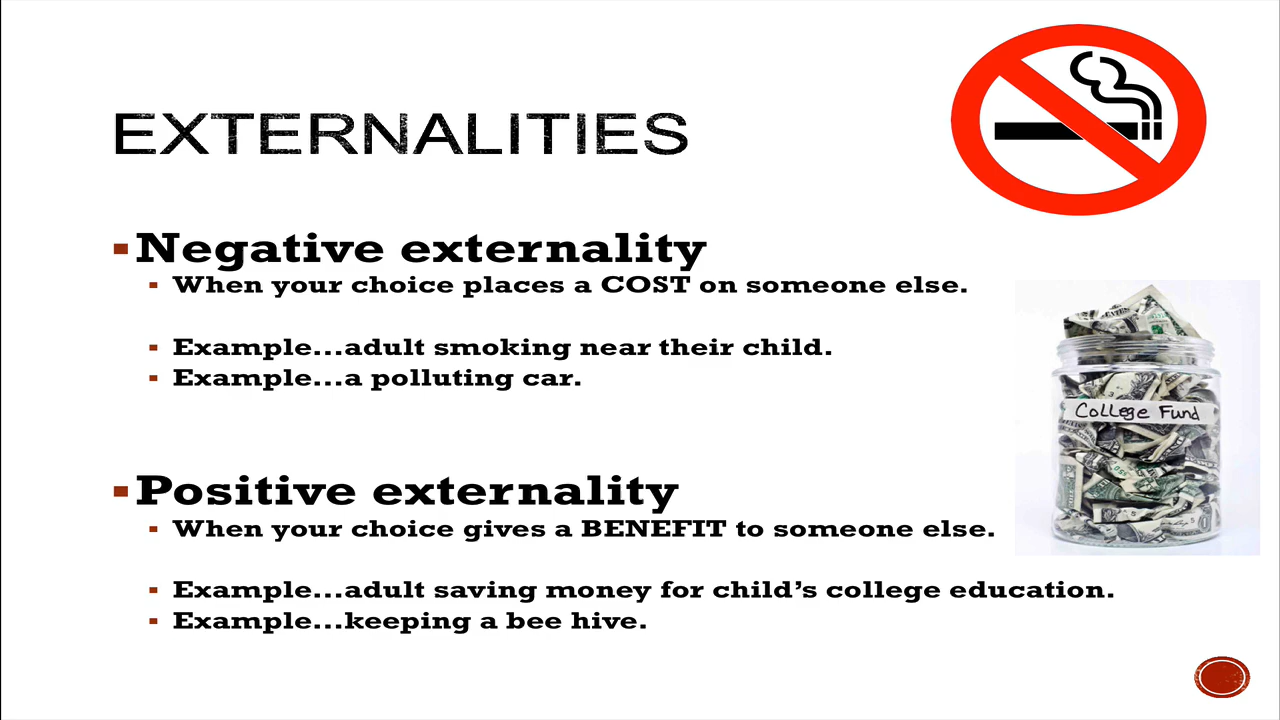 EXTERNALITIES
Negative externality
When your choice places a COST on someone else.
Example...adult smoking near their child.
Example...a polluting car.
College Fund
Positive externality
When your choice gives a BENEFIT to someone else.
Example...adult saving money for child’s college education.
Example...keeping a bee hive.